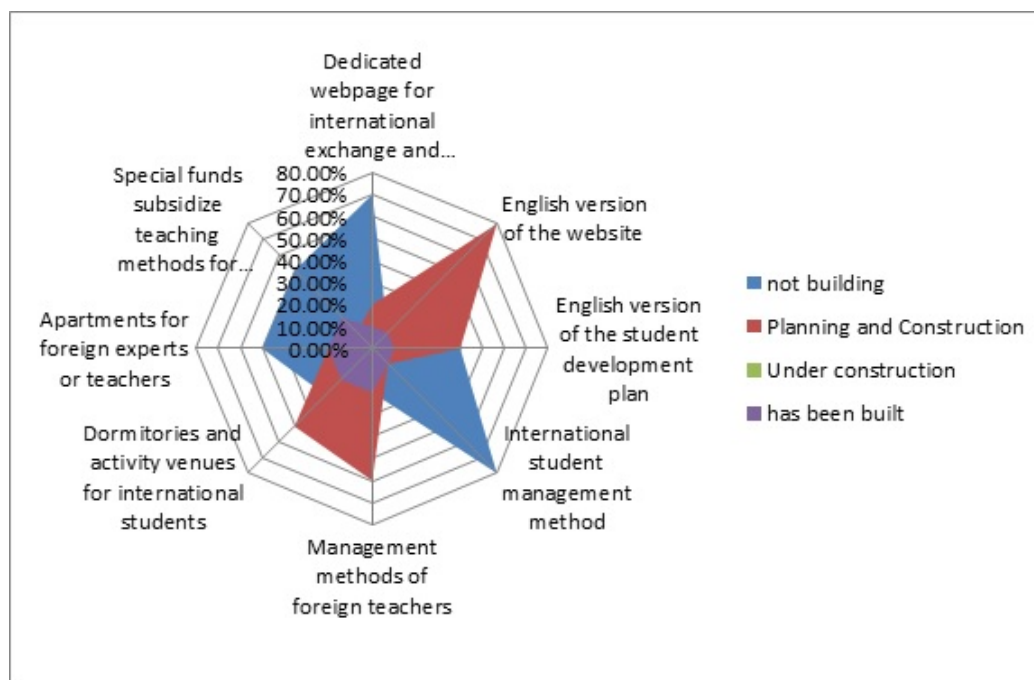 Dedicated
webpage for
international
exchange and...
80.00%
70.00%
60.00%
50.00%
40.00%
30.00%
20.00%
10.00%
0.00%
English version
of the website
English version
of the student
development
plan
International
student
management
method
Management
methods of
foreign teachers
Dormitories and
activity venues
for international
students
Apartments for
foreign experts
or teachers
Special funds
subsidize
teaching
methods for...
not building
Planning and Construction
Under construction
has been built